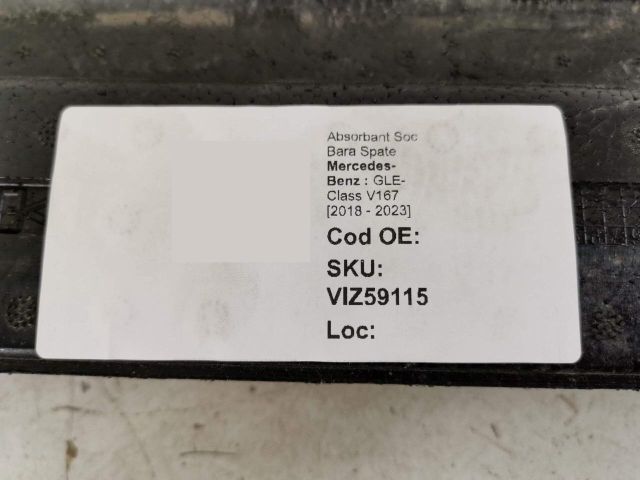 Absorbant Soc
Bara Spate
Mercedes-
Benz : GLE-
Class V167
[2018 - 2023]
Cod OE:
SKU:
VIZ59115
Loc: